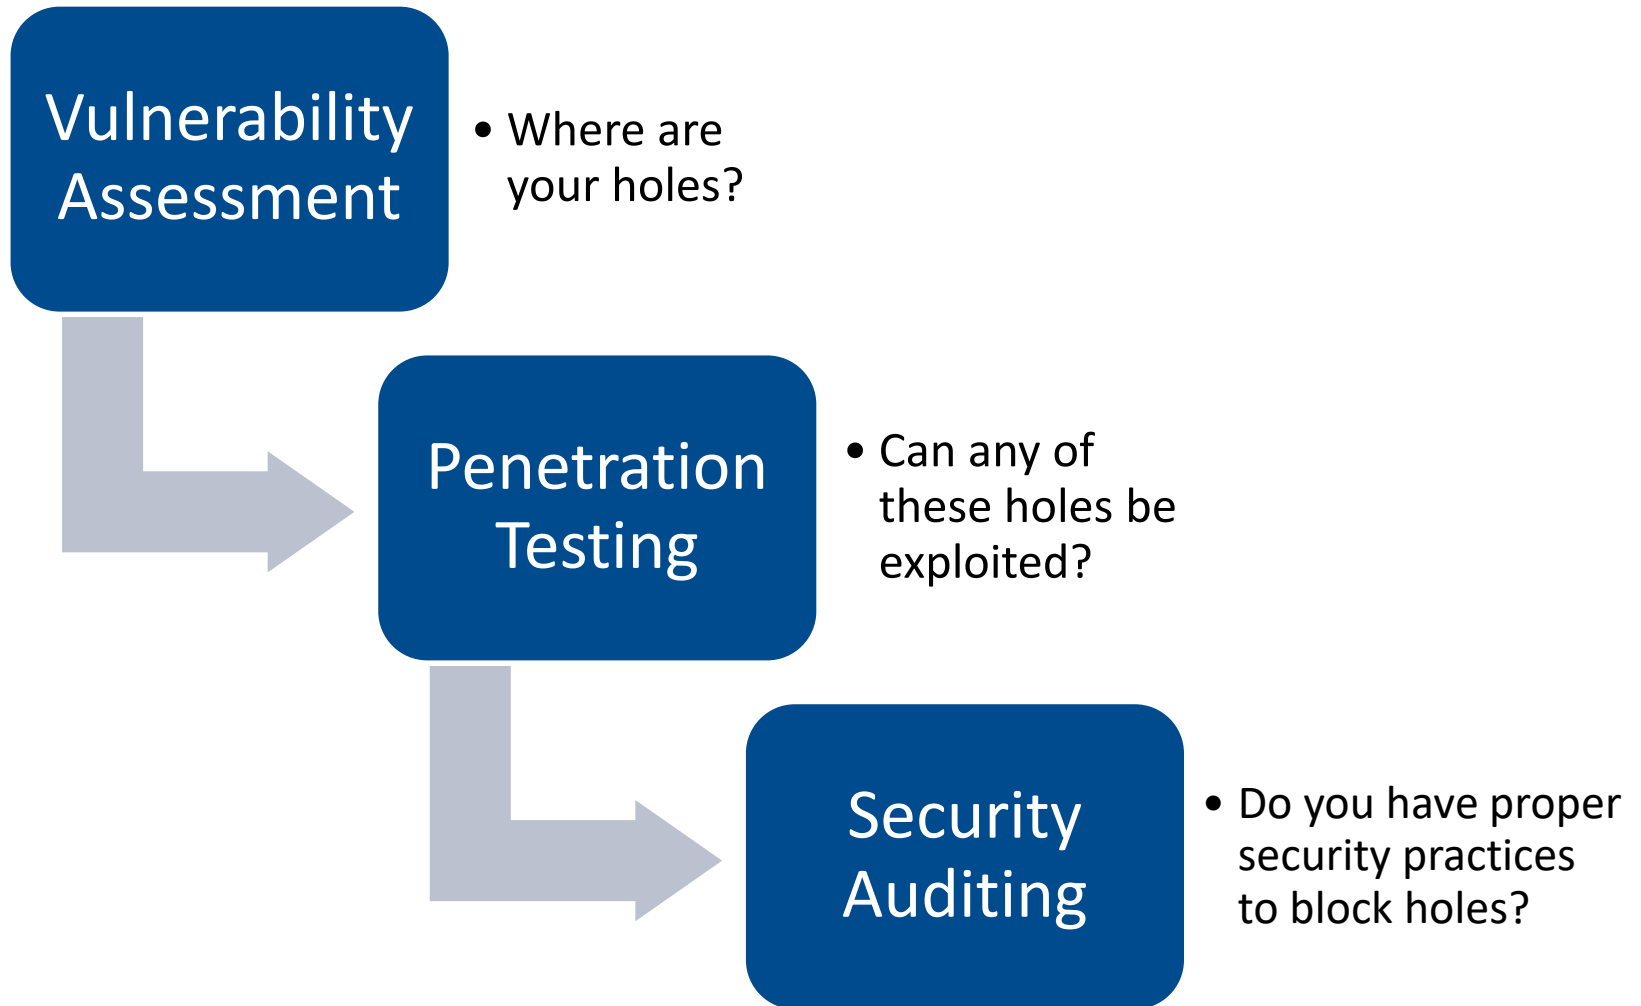 Vulnerability
Assessment
• Where are
your holes?
Penetration
Testing
• Can any of
these holes be
exploited?
Security
Auditing
• Do you have proper
security practices
to block holes?